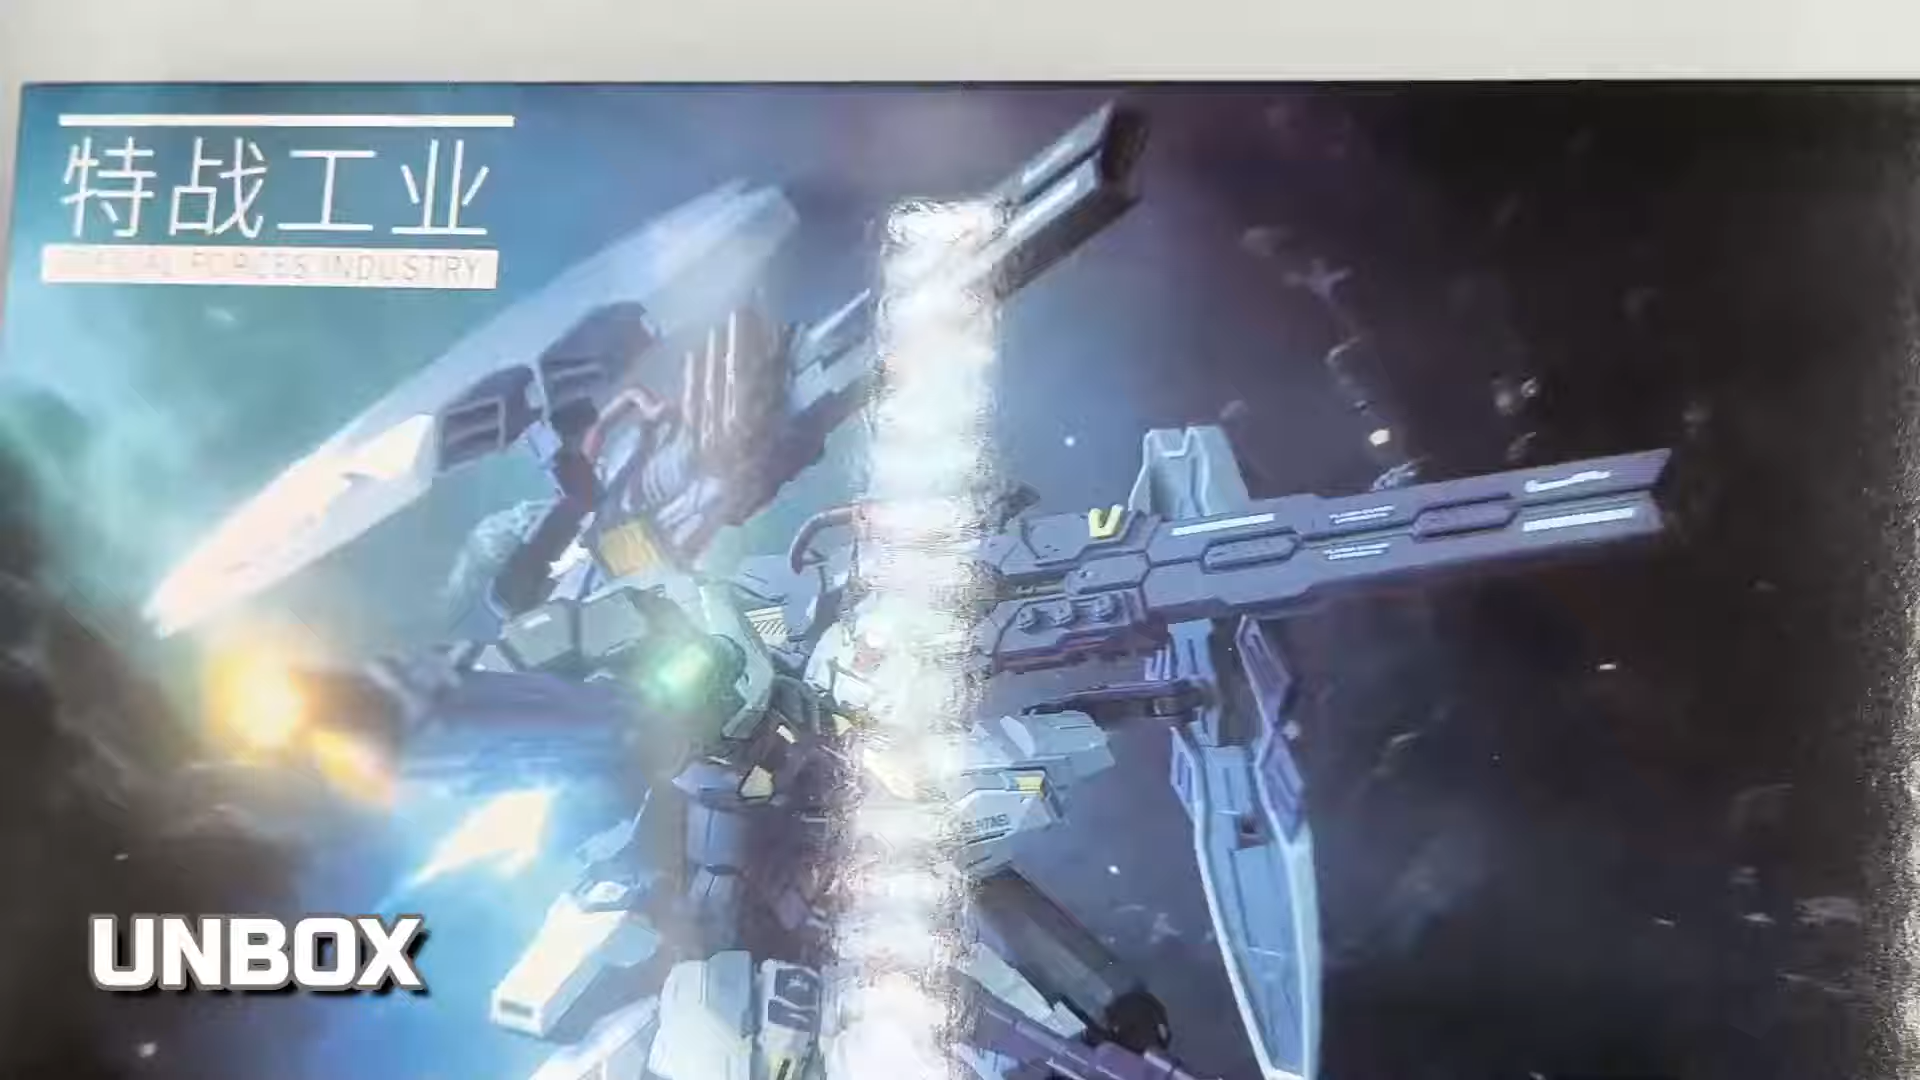 特战工业
SPECIAL FORCES INDUSTRY
UNBOX